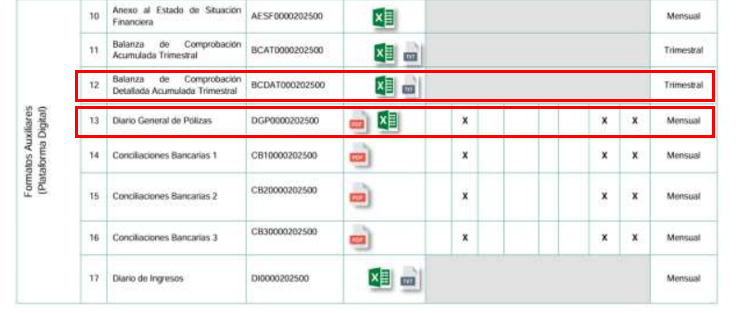 Formatos Auxiliares
(Plataforma Digital)
10 Anexo al Estado de Situación Financiera AESF0000202500 Mensual
11 Balanza de Comprobación Acumulada Trimestral BCAT0000202500 TXT Trimestral
12 Balanza de Comprobación Detallada Acumulada Trimestral BCDAT000202500 TXT Trimestral
13 Diario General de Pólizas DGP0000202500 PDF X X X Mensual
14 Conciliaciones Bancarias 1 CB10000202500 PDF X X X Mensual
15 Conciliaciones Bancarias 2 CB20000202500 PDF X X X Mensual
16 Conciliaciones Bancarias 3 CB30000202500 PDF X X X Mensual
17 Diario de Ingresos DI0000202500 TXT Mensual